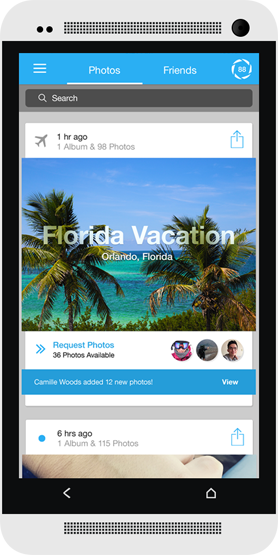 Photos Friends 88
Search
1 hr ago
1 Album & 98 Photos
Florida Vacation
Orlando, Florida
Request Photos
36 Photos Available
Camille Woods added 12 new photos! View
6 hrs ago
1 Album & 115 Photos